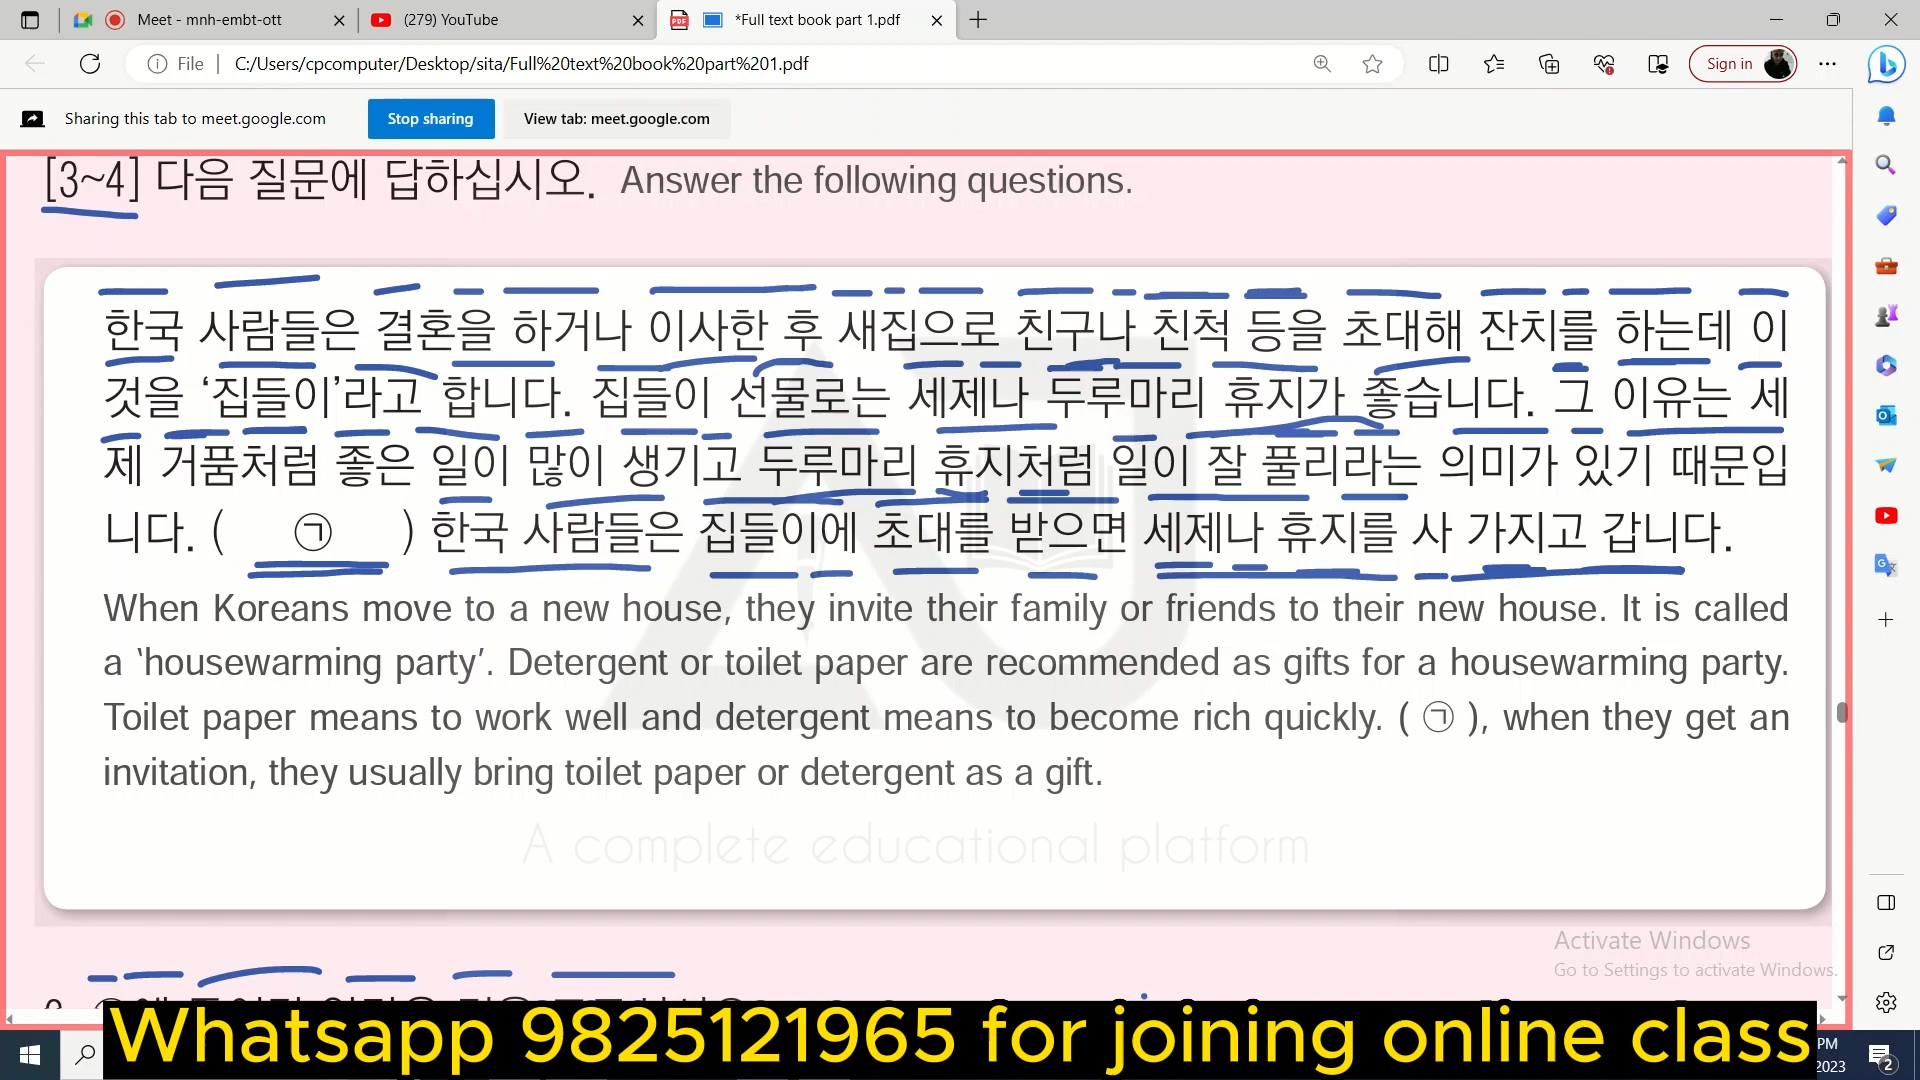 Meet - mnh-embt-ott
(279) YouTube
*Full text book part 1.pdf
File
C:/Users/cpcomputer/Desktop/sita/Full%20text%20book%20part%201.pdf
Sign in
Sharing this tab to meet.google.com
Stop sharing
View tab: meet.google.com
[3~4] 다음 질문에 답하십시오. Answer the following questions.
한국 사람들은 결혼을 하거나 이사한 후 새집으로 친구나 친척 등을 초대해 잔치를 하는데 이
것을 ‘집들이’라고 합니다. 집들이 선물로는 세제나 두루마리 휴지가 좋습니다. 그 이유는 세
제 거품처럼 좋은 일이 많이 생기고 두루마리 휴지처럼 일이 잘 풀리라는 의미가 있기 때문입
니다. ( ㉠ ) 한국 사람들은 집들이에 초대를 받으면 세제나 휴지를 사 가지고 갑니다.
When Koreans move to a new house, they invite their family or friends to their new house. It is called
a ‘housewarming party’. Detergent or toilet paper are recommended as gifts for a housewarming party.
Toilet paper means to work well and detergent means to become rich quickly. ( ㉠ ), when they get an
invitation, they usually bring toilet paper or detergent as a gift.
A complete educational platform
Activate Windows
Go to Settings to activate Windows.
Whatsapp 9825121965 for joining online class
PM
2023
2